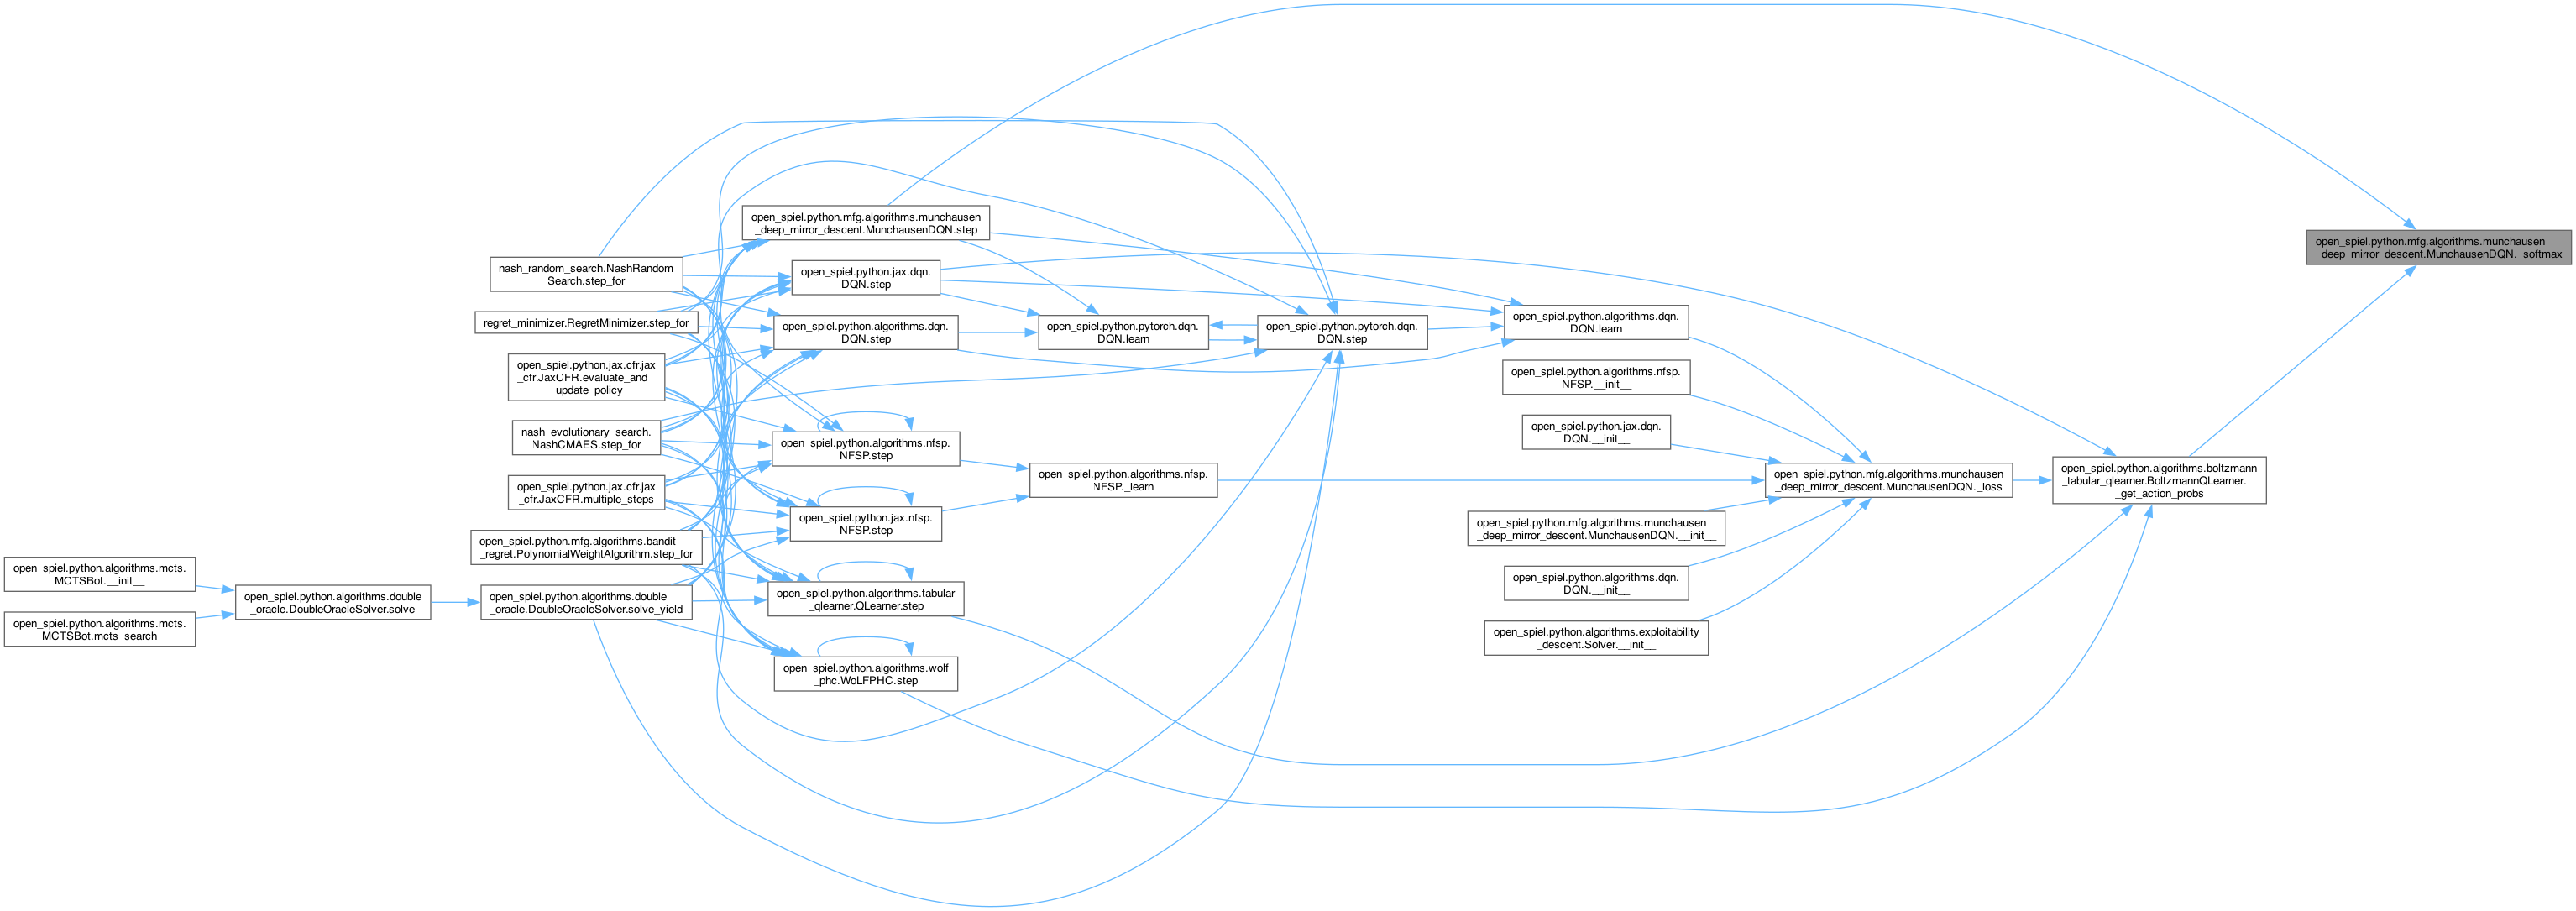 open_spiel.python.mfg.algorithms.munchausen
_deep_mirror_descent.MunchausenDQN._softmax
open_spiel.python.mfg.algorithms.munchausen
_deep_mirror_descent.MunchausenDQN.step
open_spiel.python.algorithms.boltzmann
_tabular_qlearner.BoltzmannQLearner.
_get_action_probs
nash_random_search.NashRandom
Search.step_for
regret_minimizer.RegretMinimizer.step_for
open_spiel.python.jax.cfr.jax
_cfr.JaxCFR.evaluate_and
_update_policy
nash_evolutionary_search.
NashCMAES.step_for
open_spiel.python.jax.cfr.jax
_cfr.JaxCFR.multiple_steps
open_spiel.python.mfg.algorithms.bandit
_regret.PolynomialWeightAlgorithm.step_for
open_spiel.python.algorithms.double
_oracle.DoubleOracleSolver.solve_yield
open_spiel.python.algorithms.double
_oracle.DoubleOracleSolver.solve
open_spiel.python.algorithms.mcts.
MCTSBot.__init__
open_spiel.python.algorithms.mcts.
MCTSBot.mcts_search
open_spiel.python.jax.dqn.
DQN.step
open_spiel.python.algorithms.dqn.
DQN.step
open_spiel.python.algorithms.nfsp.
NFSP.step
open_spiel.python.jax.nfsp.
NFSP.step
open_spiel.python.algorithms.tabular
_qlearner.QLearner.step
open_spiel.python.algorithms.wolf
_phc.WoLFPHC.step
open_spiel.python.pytorch.dqn.
DQN.learn
open_spiel.python.pytorch.dqn.
DQN.step
open_spiel.python.algorithms.nfsp.
NFSP._learn
open_spiel.python.algorithms.dqn.
DQN.learn
open_spiel.python.algorithms.nfsp.
NFSP.__init__
open_spiel.python.jax.dqn.
DQN.__init__
open_spiel.python.mfg.algorithms.munchausen
_deep_mirror_descent.MunchausenDQN._loss
open_spiel.python.mfg.algorithms.munchausen
_deep_mirror_descent.MunchausenDQN.__init__
open_spiel.python.algorithms.dqn.
DQN.__init__
open_spiel.python.algorithms.exploitability
_descent.Solver.__init__